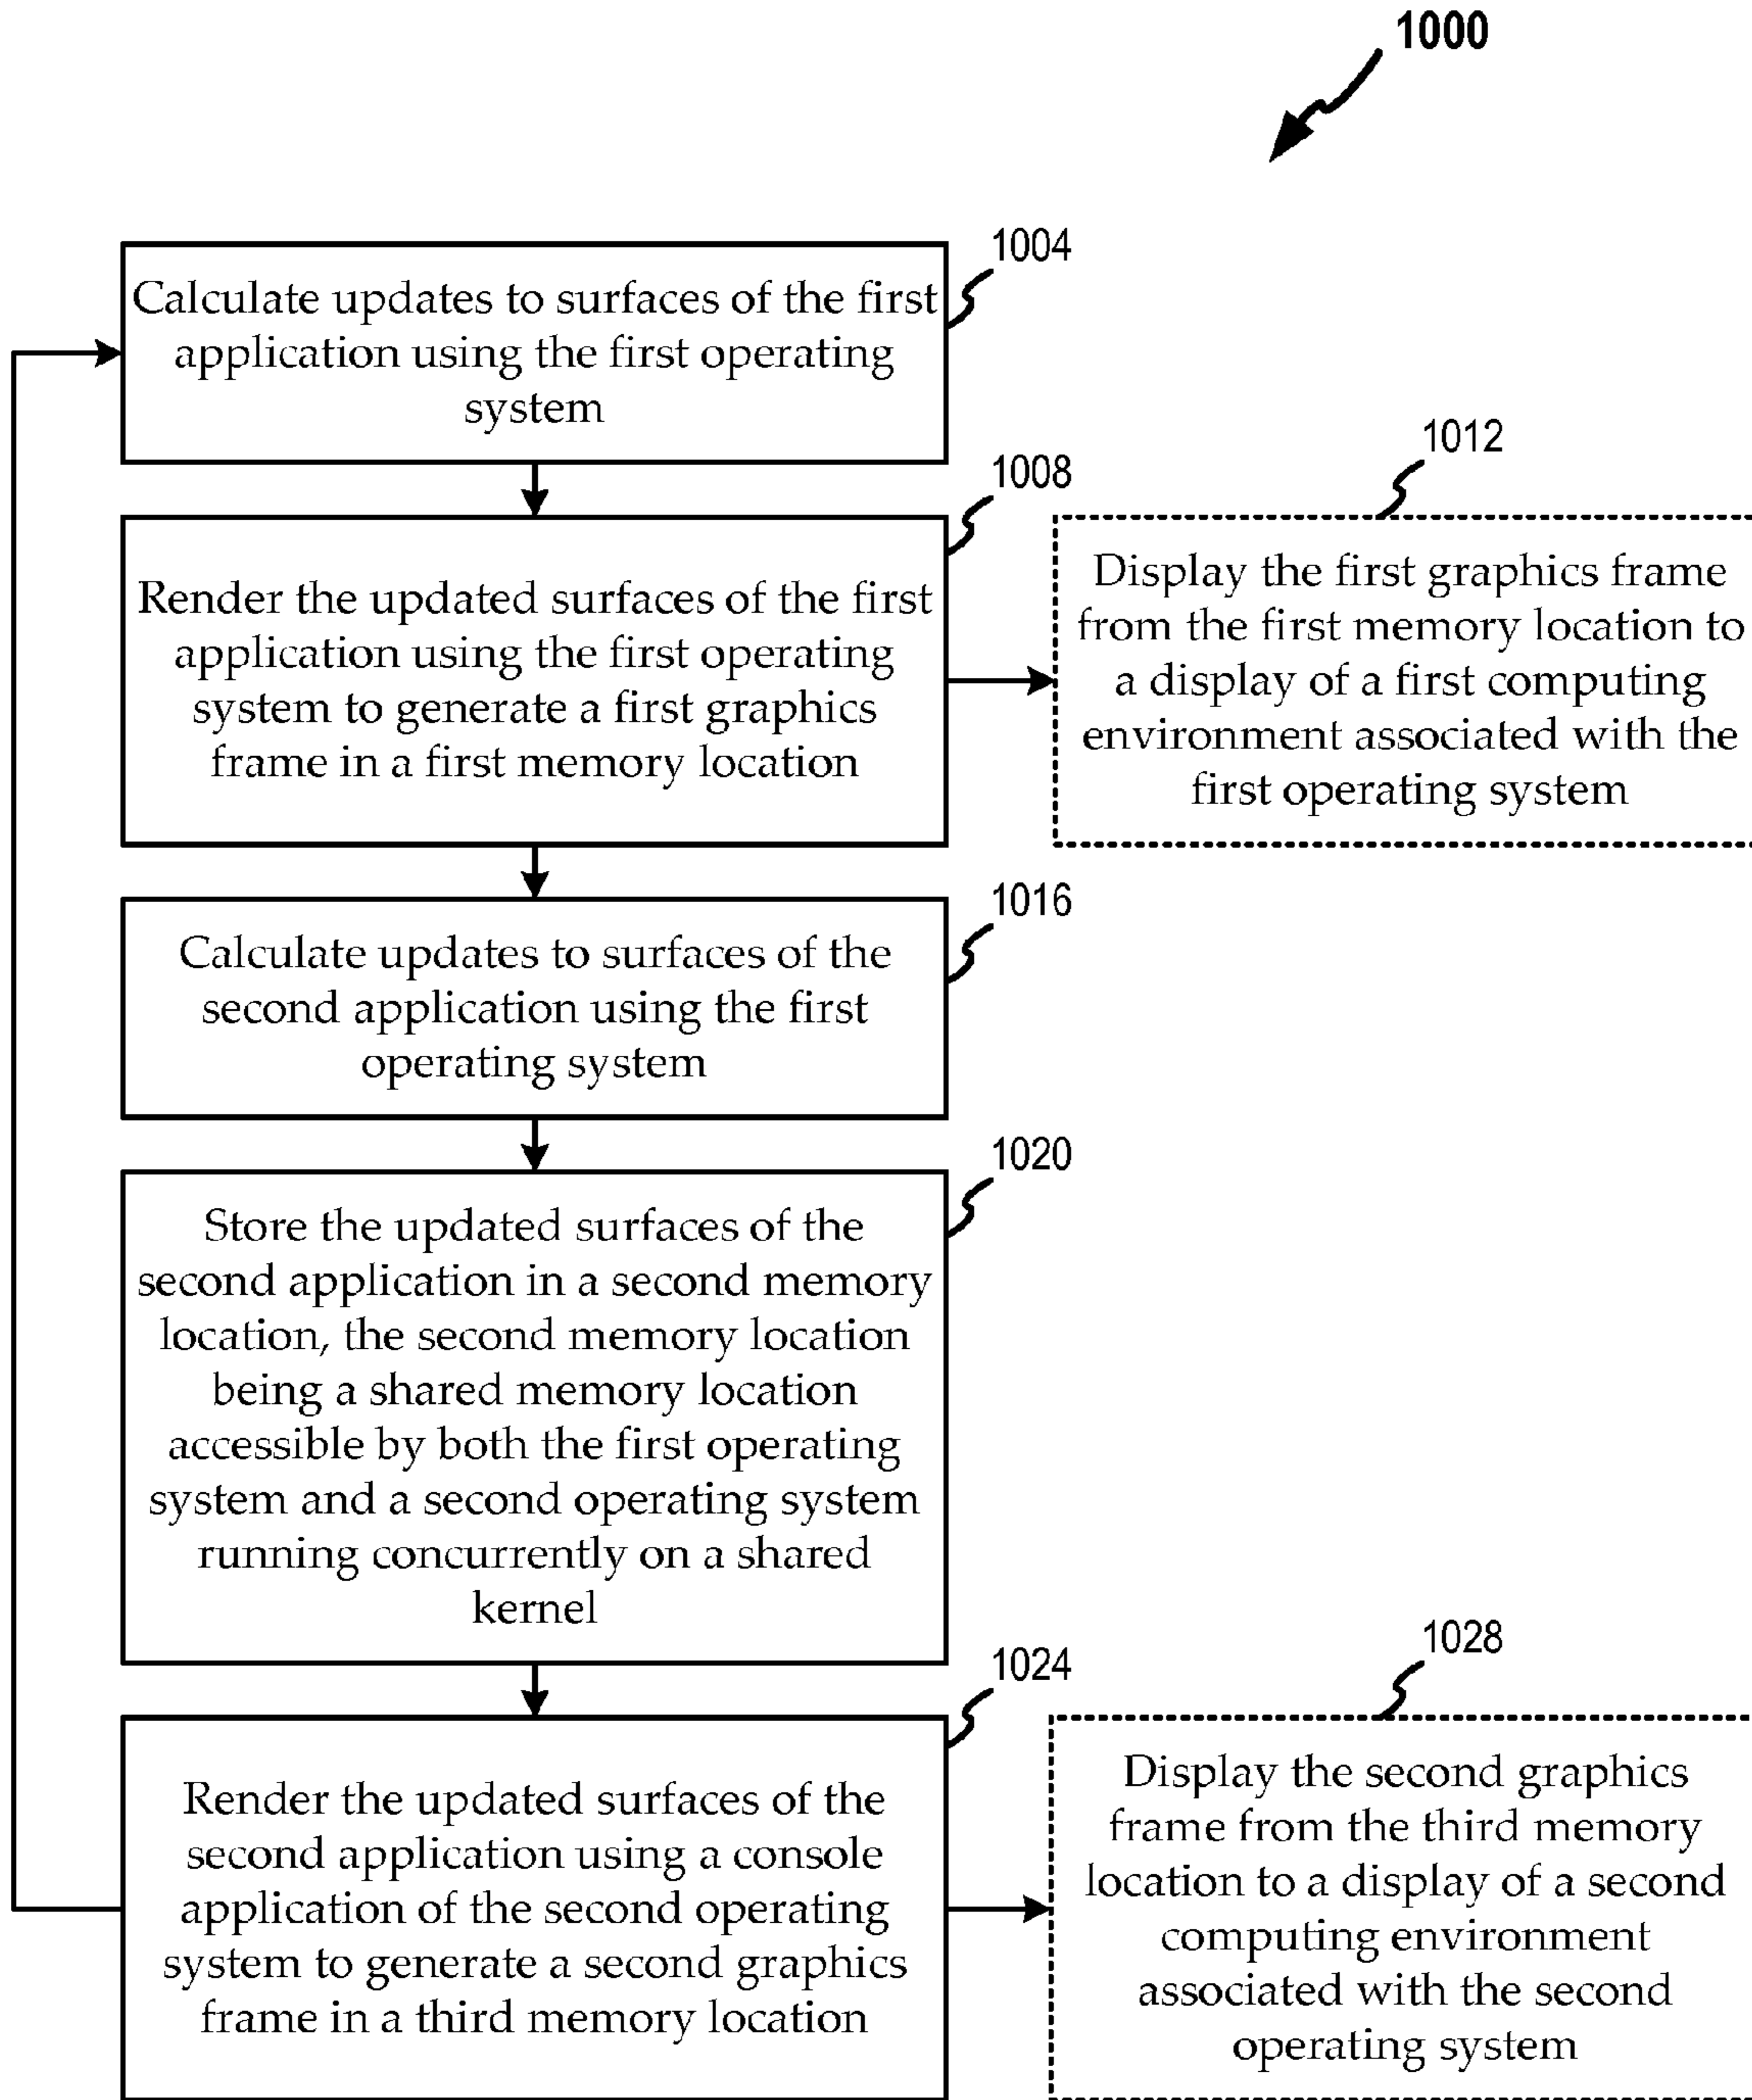 1000
1004
Calculate updates to surfaces of the first
application using the first operating
system
1008
Render the updated surfaces of the first
application using the first operating
system to generate a first graphics
frame in a first memory location
1012
Display the first graphics frame
from the first memory location to
a display of a first computing
environment associated with the
first operating system
1016
Calculate updates to surfaces of the
second application using the first
operating system
1020
Store the updated surfaces of the
second application in a second memory
location, the second memory location
being a shared memory location
accessible by both the first operating
system and a second operating system
running concurrently on a shared
kernel
1024
Render the updated surfaces of the
second application using a console
application of the second operating
system to generate a second graphics
frame in a third memory location
1028
Display the second graphics
frame from the third memory
location to a display of a second
computing environment
associated with the second
operating system